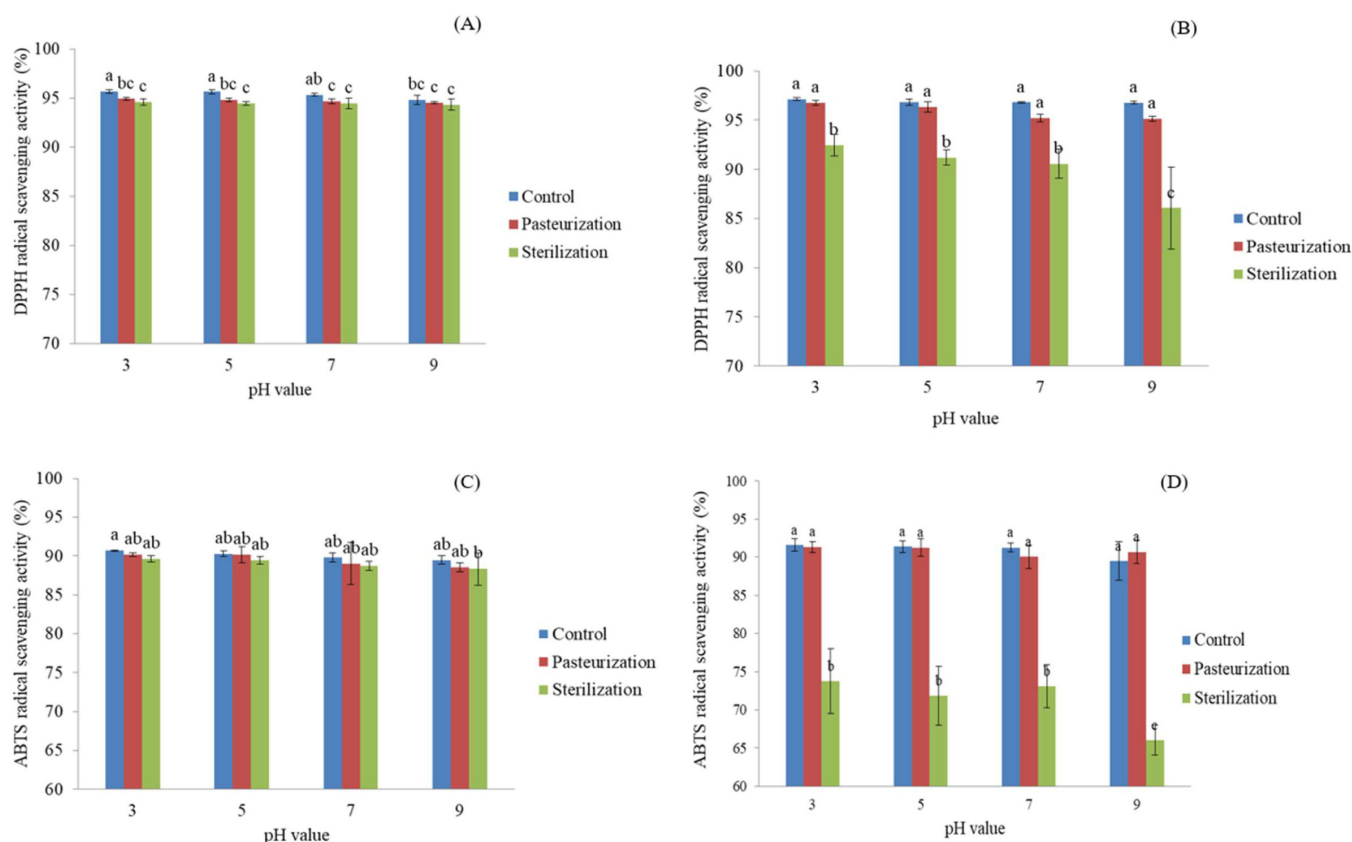 (A)
DPPH radical scavenging activity (%)
100
95
90
85
80
75
70
a bc c
a bc c
ab c c
bc c c
3 5 7 9
pH value
Control
Pasteurization
Sterilization
(B)
DPPH radical scavenging activity (%)
100
95
90
85
80
75
70
a a b
a a b
a a b
a a c
3 5 7 9
pH value
Control
Pasteurization
Sterilization
(C)
ABTS radical scavenging activity (%)
100
95
90
85
80
75
70
65
60
a ab ab
ab ab ab
ab ab ab
ab ab b
3 5 7 9
pH value
Control
Pasteurization
Sterilization
(D)
ABTS radical scavenging activity (%)
100
95
90
85
80
75
70
65
60
a a b
a a b
a a b
a a c
3 5 7 9
pH value
Control
Pasteurization
Sterilization